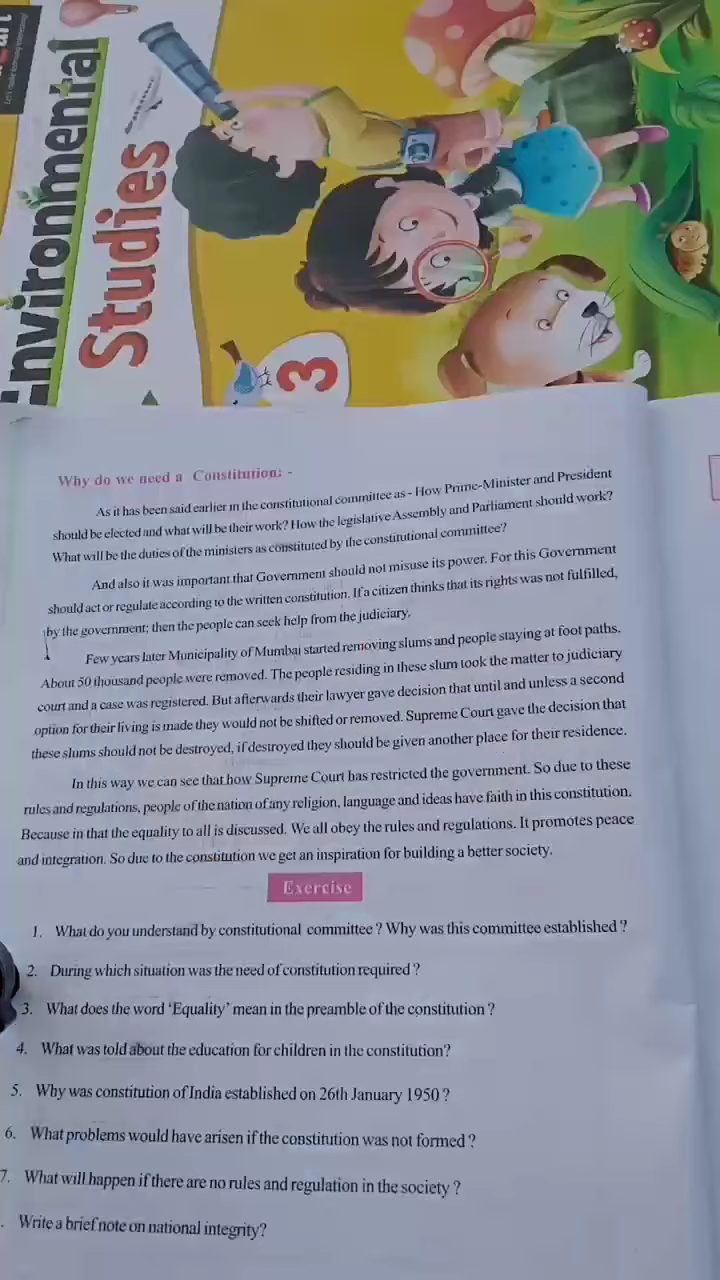 Environmental
Studies
3
Why do we need a Constitution: -
As it has been said earlier in the constitutional committee as - How Prime-Minister and President
should be elected and what will be their work? How the legislative Assembly and Parliament should work?
What will be the duties of the ministers as constituted by the constitutional committee?
And also it was important that Government should not misuse its power. For this Government
should act or regulate according to the written constitution. If a citizen thinks that its rights was not fulfilled,
by the government; then the people can seek help from the judiciary.
Few years later Municipality of Mumbai started removing slums and people staying at foot paths.
About 50 thousand people were removed. The people residing in these slum took the matter to judiciary
court and a case was registered. But afterwards their lawyer gave decision that until and unless a second
option for their living is made they would not be shifted or removed. Supreme Court gave the decision that
these slums should not be destroyed, if destroyed they should be given another place for their residence.
In this way we can see that how Supreme Court has restricted the government. So due to these
rules and regulations, people of the nation of any religion, language and ideas have faith in this constitution.
Because in that the equality to all is discussed. We all obey the rules and regulations. It promotes peace
and integration. So due to the constitution we get an inspiration for building a better society.
Exercise
1. What do you understand by constitutional committee ? Why was this committee established ?
2. During which situation was the need of constitution required ?
3. What does the word 'Equality' mean in the preamble of the constitution ?
4. What was told about the education for children in the constitution?
5. Why was constitution of India established on 26th January 1950 ?
6. What problems would have arisen if the constitution was not formed ?
7. What will happen if there are no rules and regulation in the society ?
. Write a brief note on national integrity?